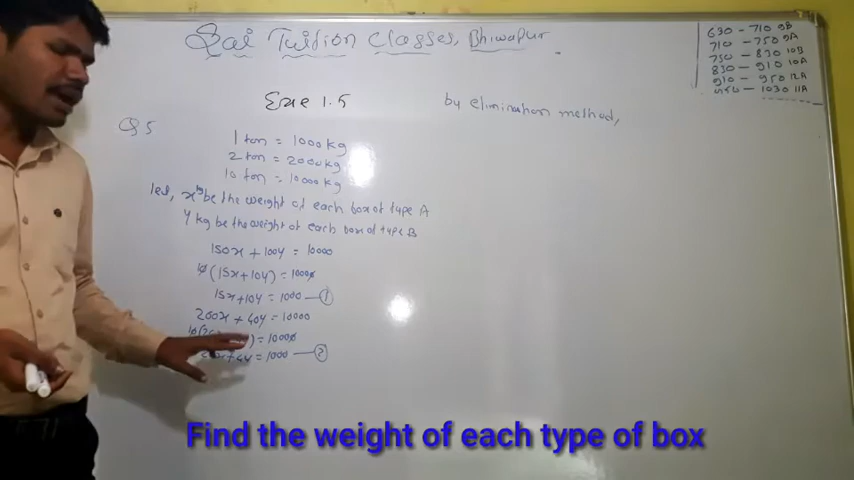 Sai Tuition Classes, Bhiwapur
630 - 710 9B
710 - 750 9A
750 - 830 10B
830 - 910 10A
910 - 950 12A
950 - 1030 11A
Exe 1.5
by elimination method,
Q 5
1 ton = 1000 kg
2 ton = 2000 kg
10 ton = 10000 kg
let, x kg be the weight of each box of type A
y kg be the weight of each box of type B
150x + 100y = 10000
10(15x + 10y) = 10000
15x + 10y = 1000 — 1
200x + 40y = 10000
= 10000
+ 4y = 1000 — 2
Find the weight of each type of box